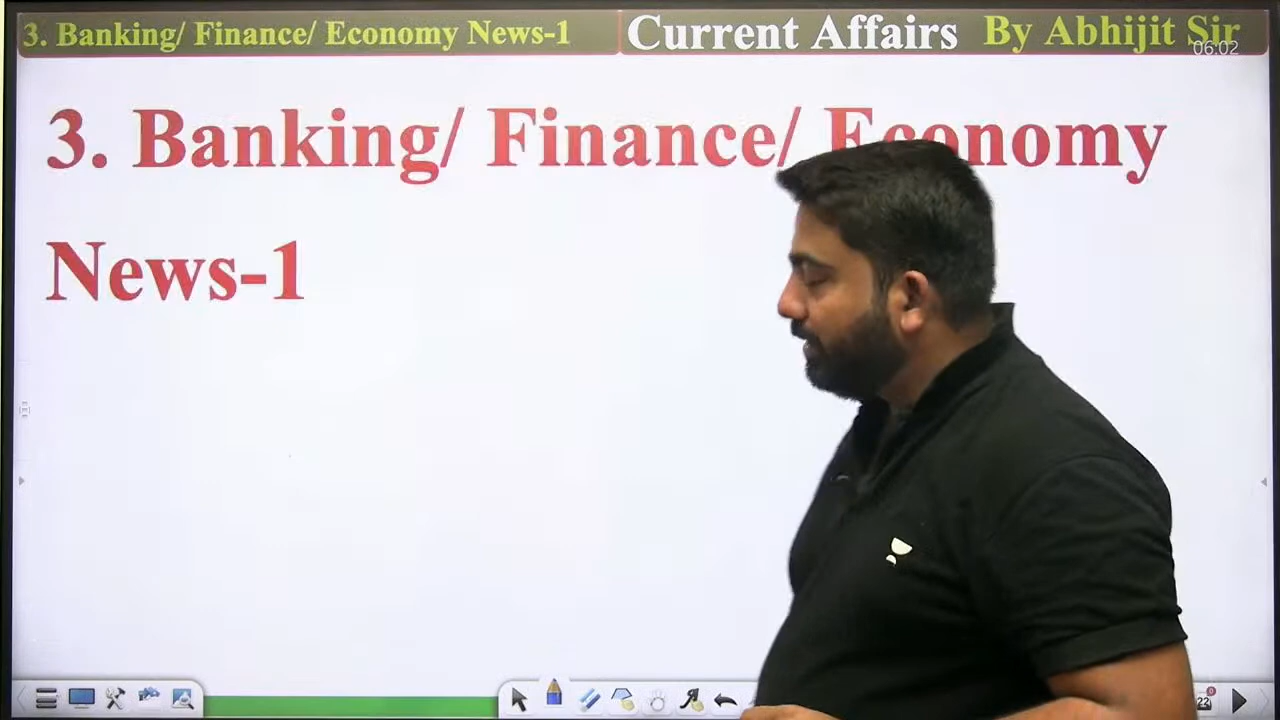 3. Banking/ Finance/ Economy News-1
Current Affairs By Abhijit Sir
06:02
3. Banking/ Finance/ Economy
News-1
22